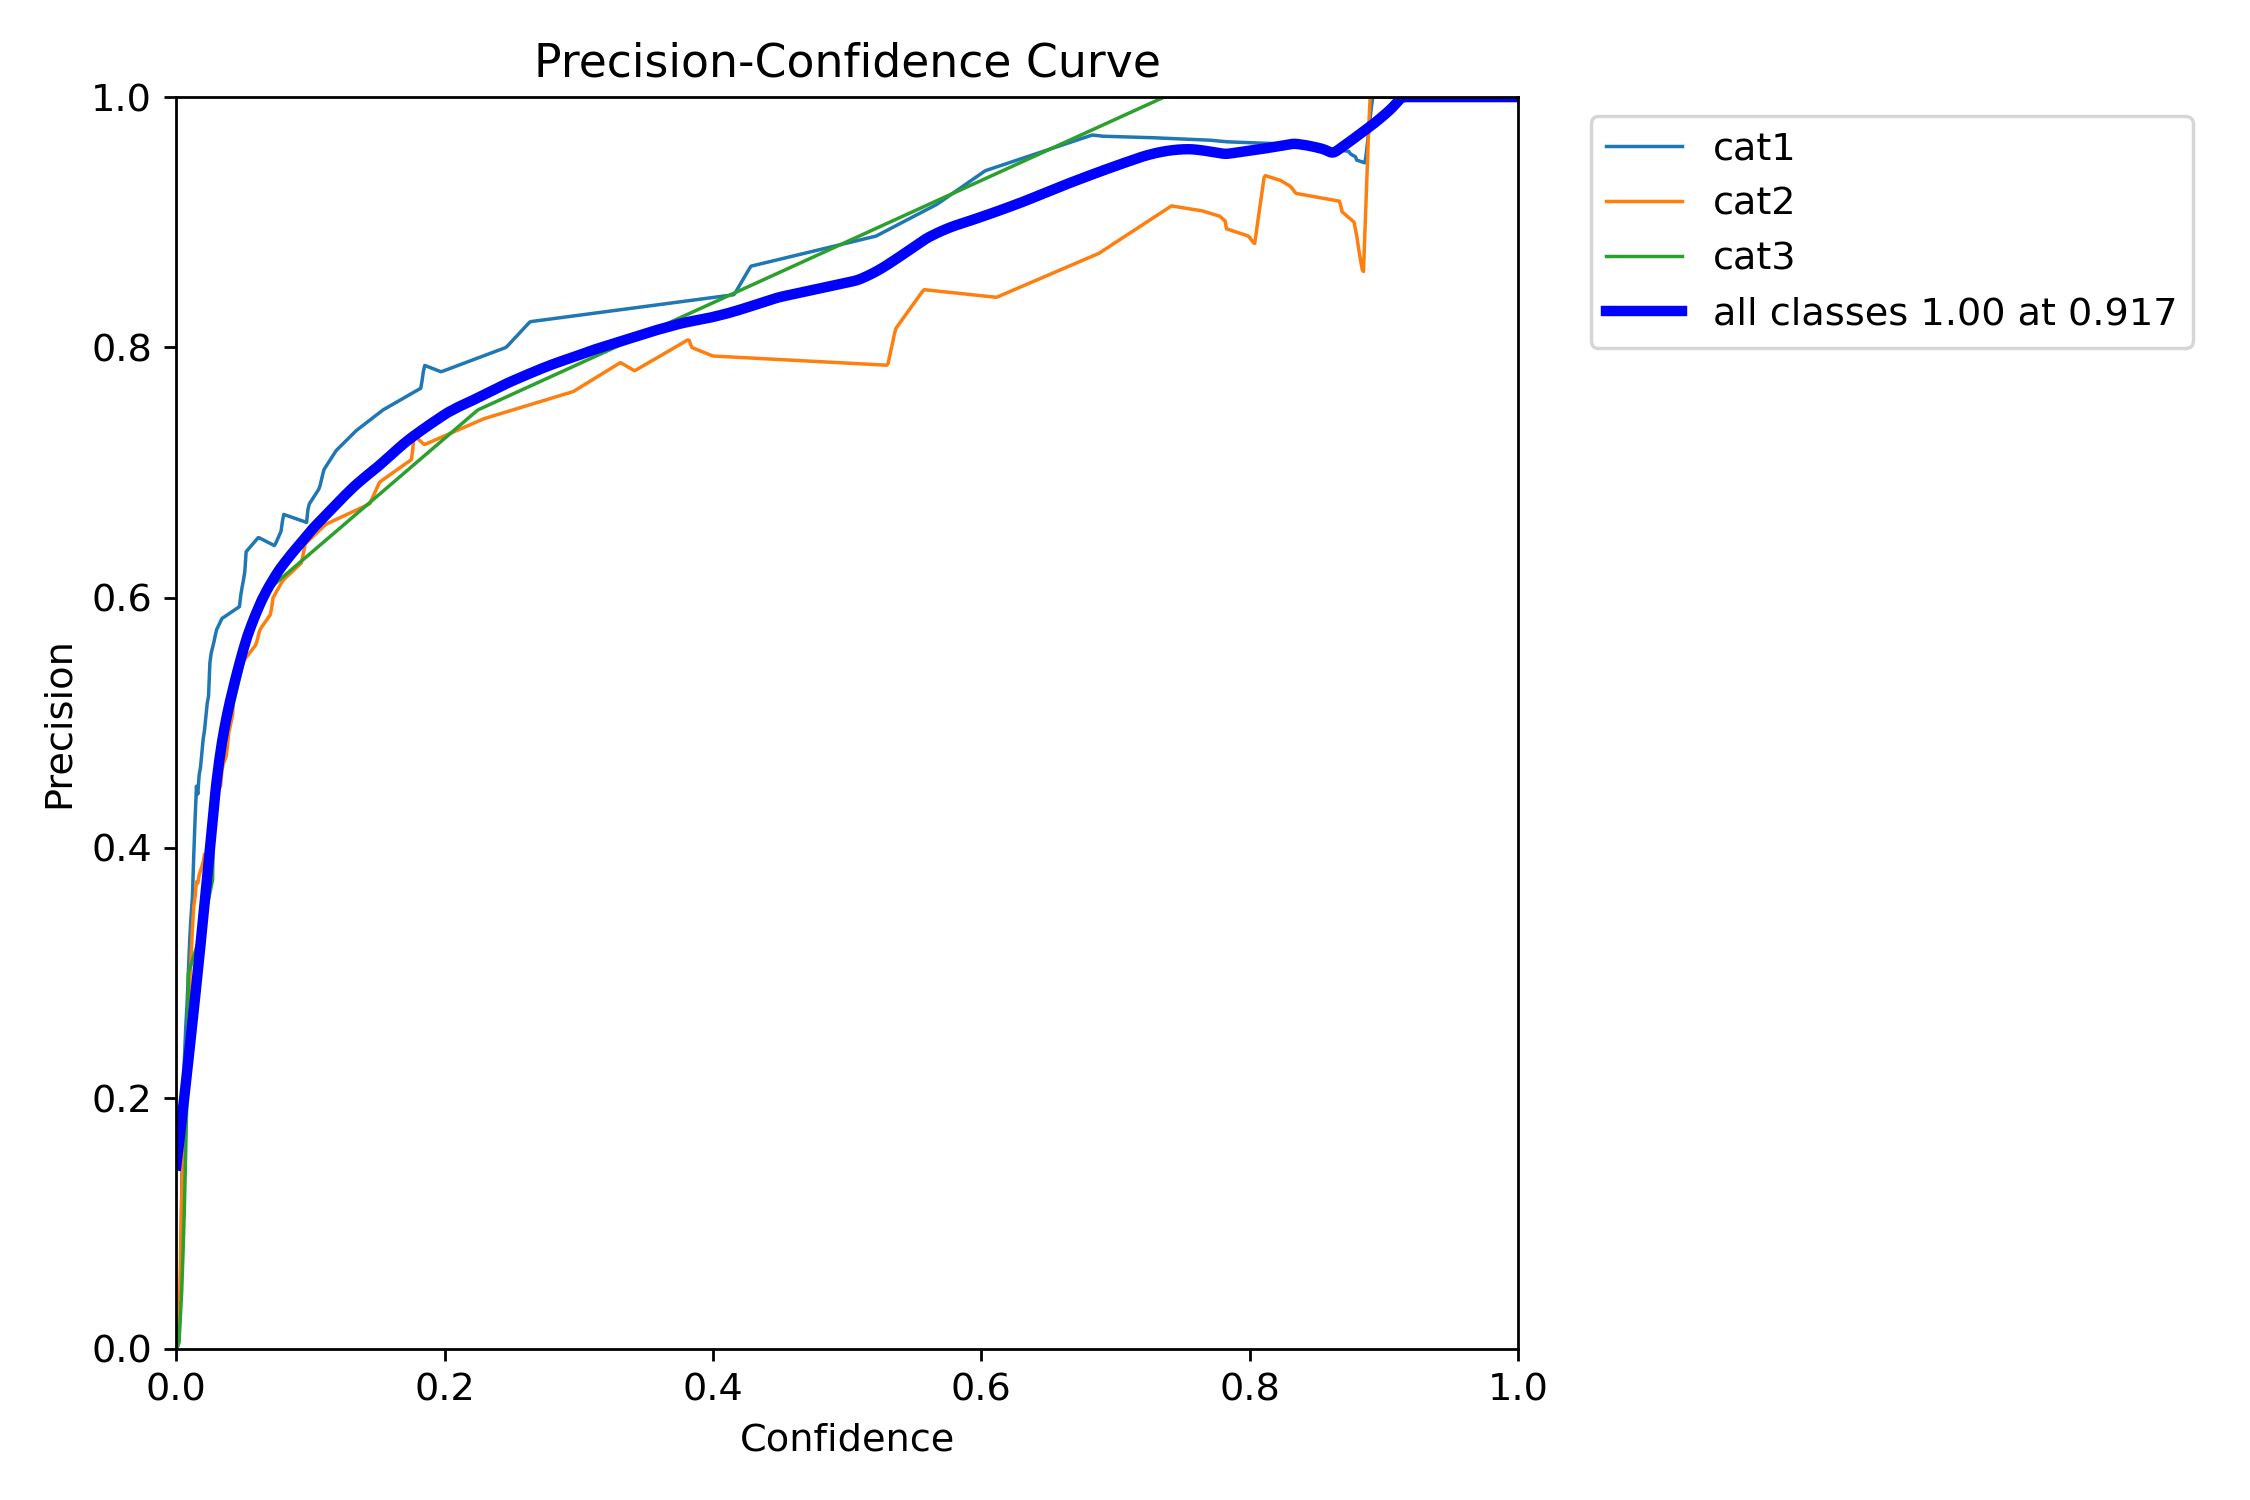 Precision-Confidence Curve
1.0
0.8
0.6
0.4
0.2
0.0
Precision
0.0 0.2 0.4 0.6 0.8 1.0
Confidence
cat1
cat2
cat3
all classes 1.00 at 0.917